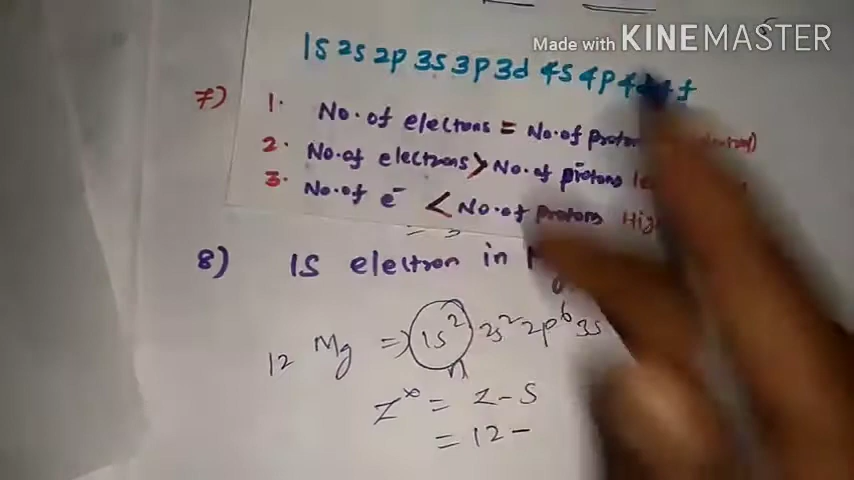 Made with KINEMASTER
1s 2s 2p 3s 3p 3d 4s 4p
7) 1. No. of electons = No. of
2. No. of electrons > No. of protons
3. No. of e⁻ < No. of Protons
8) 1S electron in
12 Mg => 1s² 2s² 2p⁶ 3s
Z* = Z - S
= 12 -